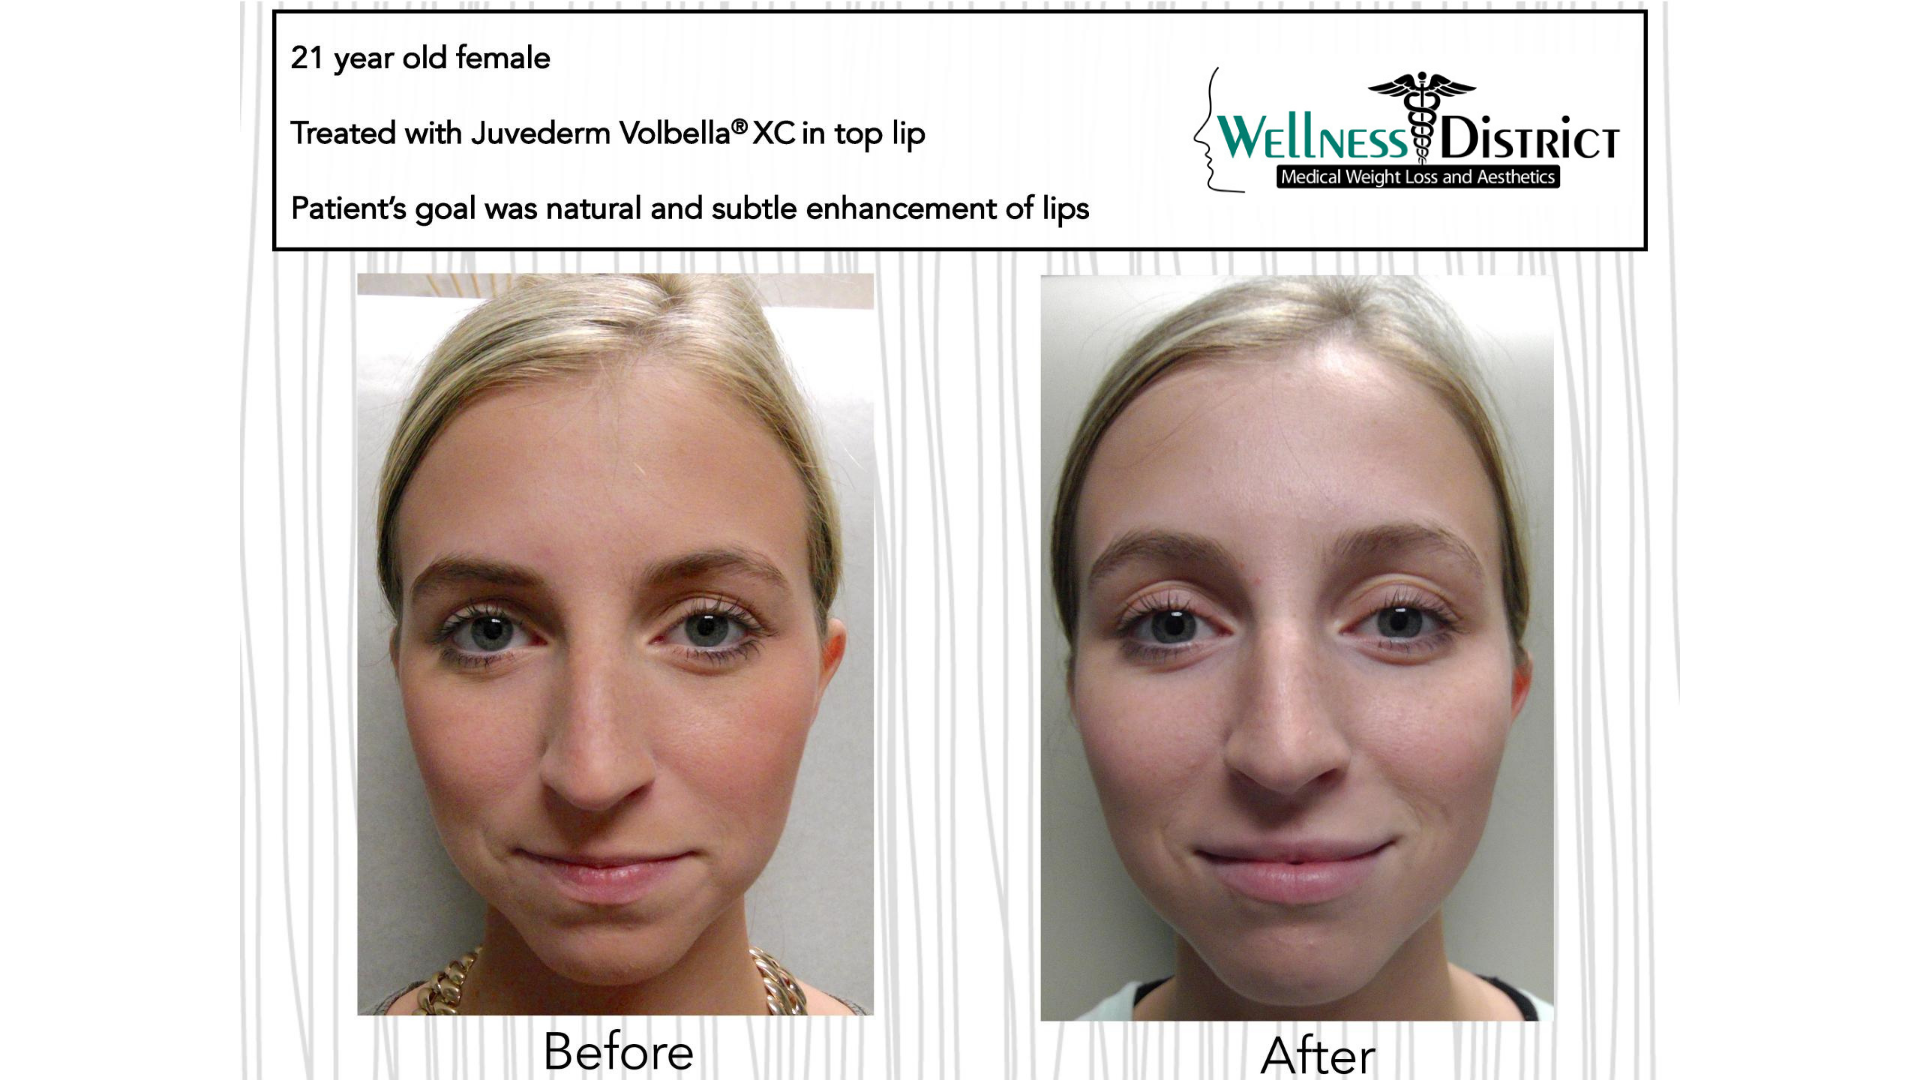 21 year old female
Treated with Juvederm Volbella® XC in top lip
Patient’s goal was natural and subtle enhancement of lips
Wellness District
Medical Weight Loss and Aesthetics
Before
After